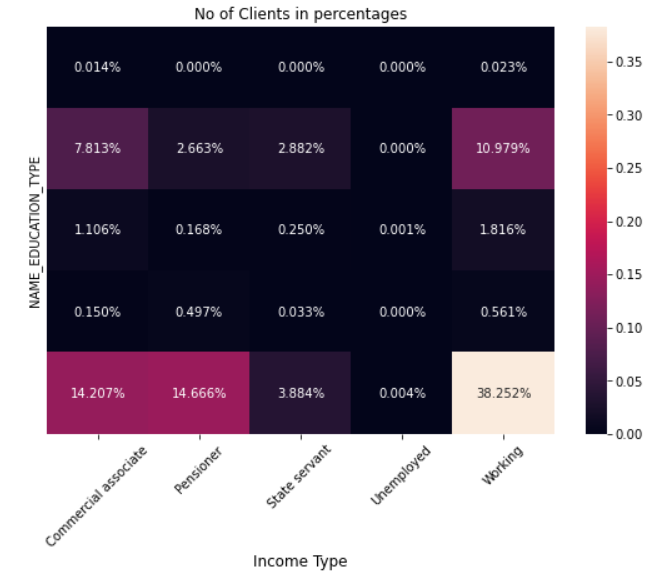 No of Clients in percentages
0.014% 0.000% 0.000% 0.000% 0.023%
7.813% 2.663% 2.882% 0.000% 10.979%
1.106% 0.168% 0.250% 0.001% 1.816%
0.150% 0.497% 0.033% 0.000% 0.561%
14.207% 14.666% 3.884% 0.004% 38.252%
NAME_EDUCATION_TYPE
Commercial associate
Pensioner
State servant
Unemployed
Working
Income Type
0.35
0.30
0.25
0.20
0.15
0.10
0.05
0.00